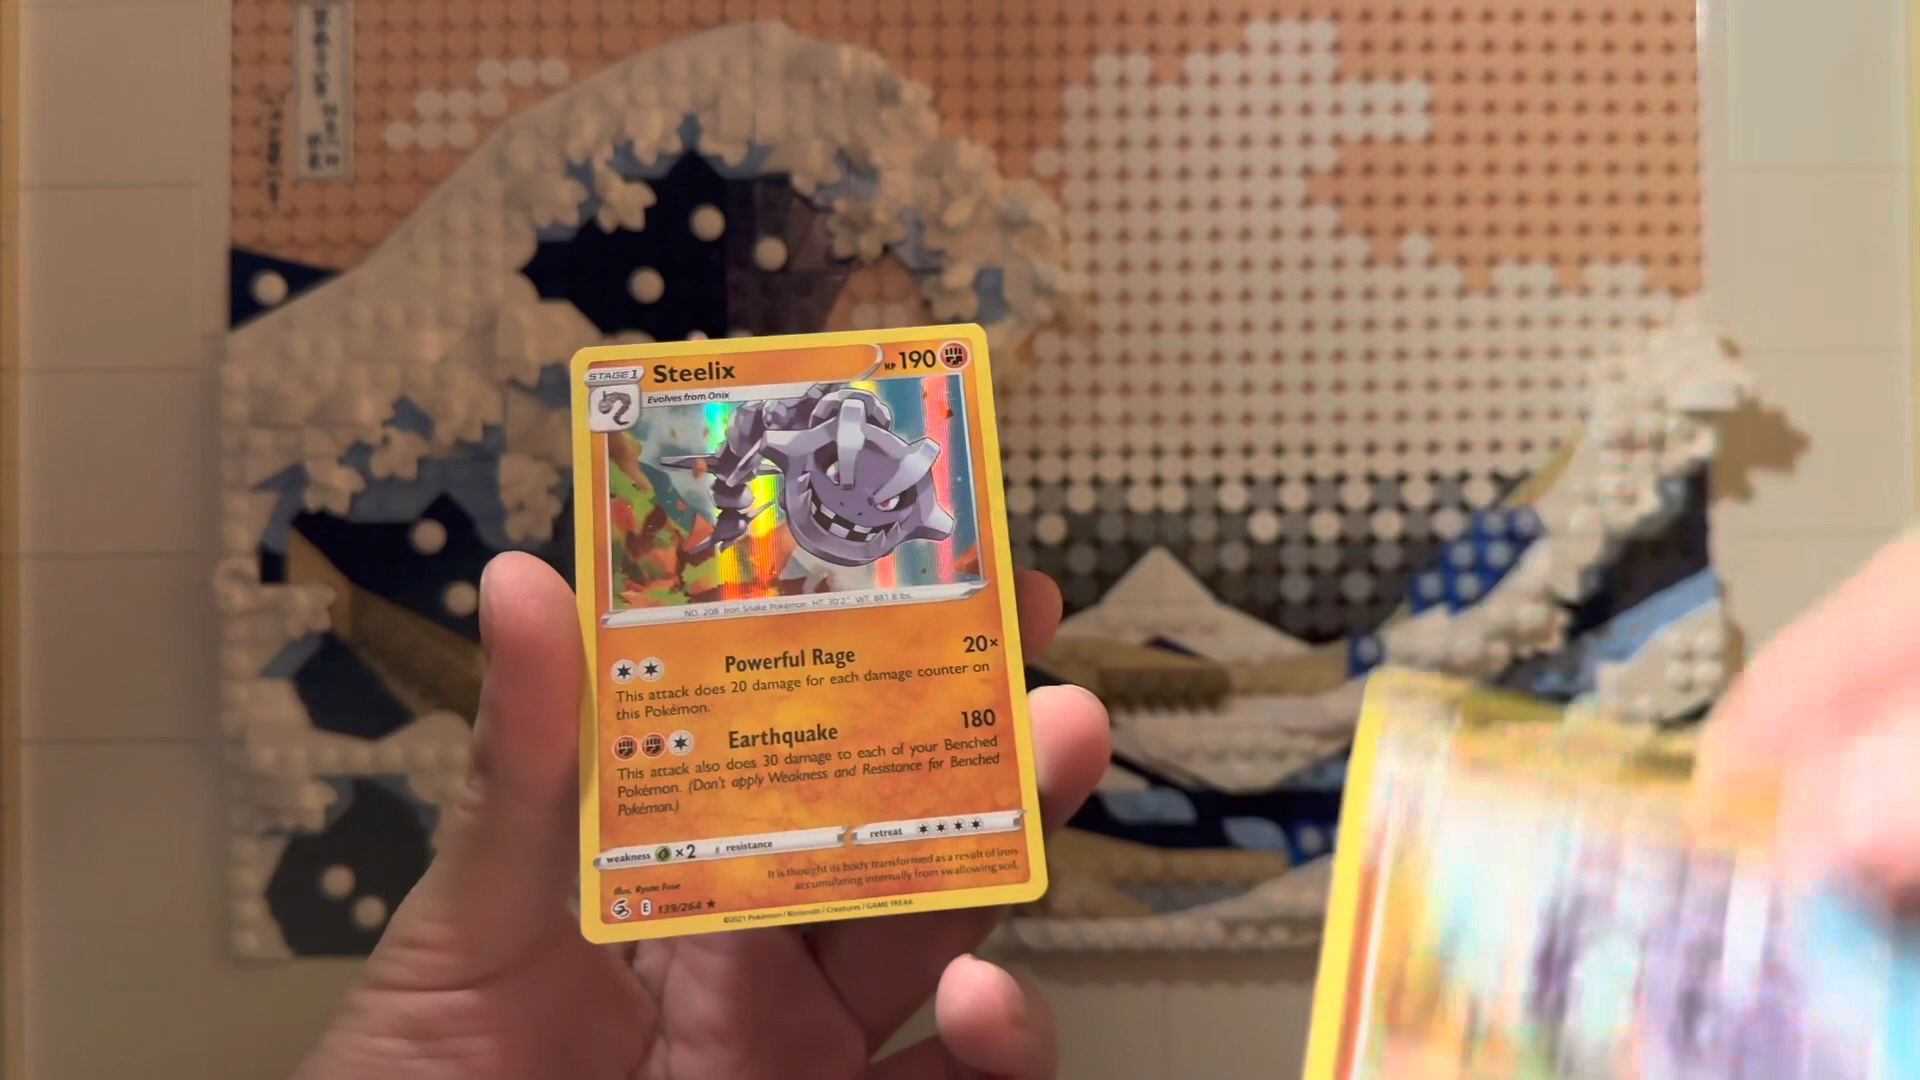 STAGE 1 Steelix HP 190
Evolves from Onix
NO. 208 Iron Snake Pokémon HT: 30'2" WT: 881.8 lbs.
Powerful Rage 20×
This attack does 20 damage for each damage counter on
this Pokémon.
Earthquake 180
This attack also does 30 damage to each of your Benched
Pokémon. (Don't apply Weakness and Resistance for Benched
Pokémon.)
weakness ×2 resistance retreat
It is thought its body transformed as a result of iron
accumulating internally from swallowing soil.
Illus. Ryuta Fuse
E 139/264 ★
©2021 Pokémon / Nintendo / Creatures / GAME FREAK